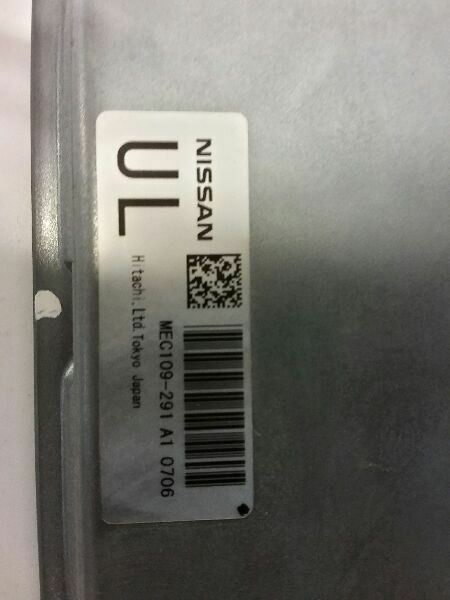 NISSAN
UL
MEC109-291 A1 0706
Hitachi,Ltd.Tokyo Japan